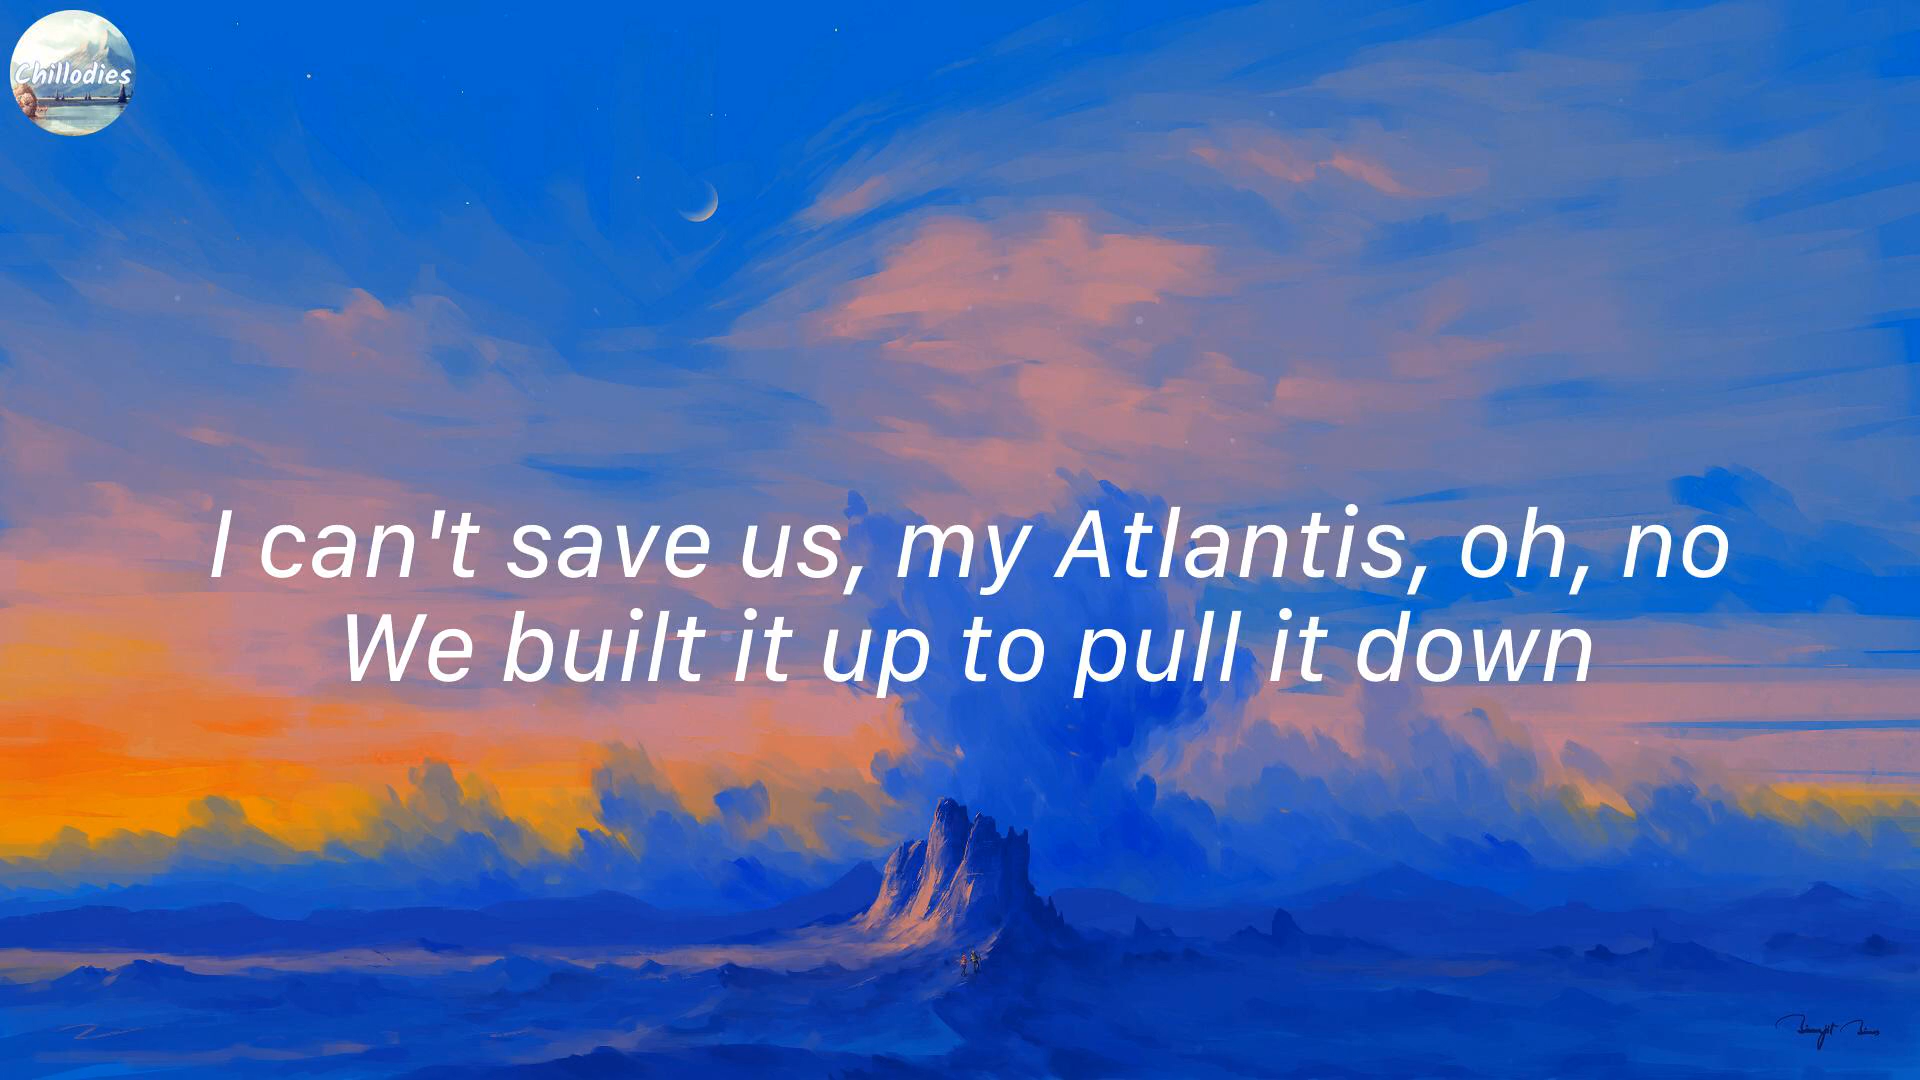 Chillodies
I can't save us, my Atlantis, oh, no
We built it up to pull it down